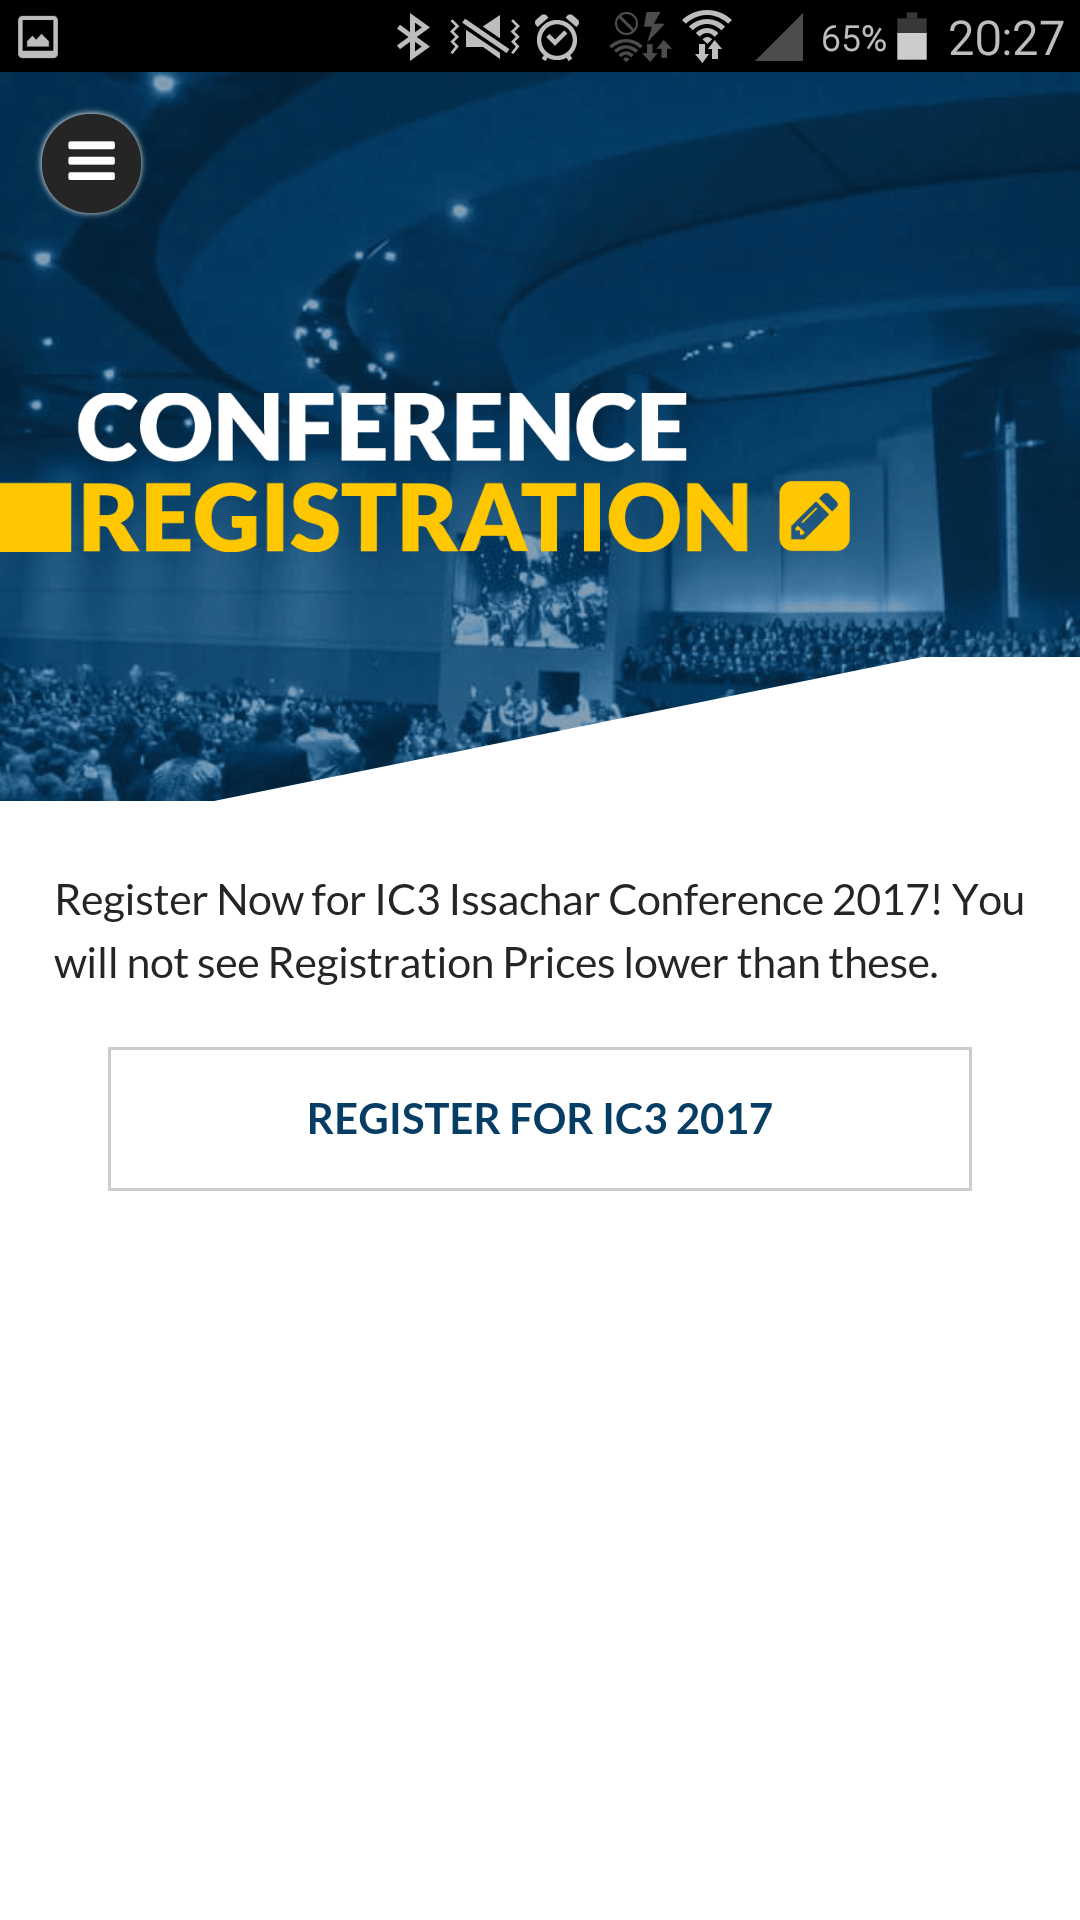 65% 20:27
CONFERENCE
REGISTRATION
Register Now for IC3 Issachar Conference 2017! You
will not see Registration Prices lower than these.
REGISTER FOR IC3 2017